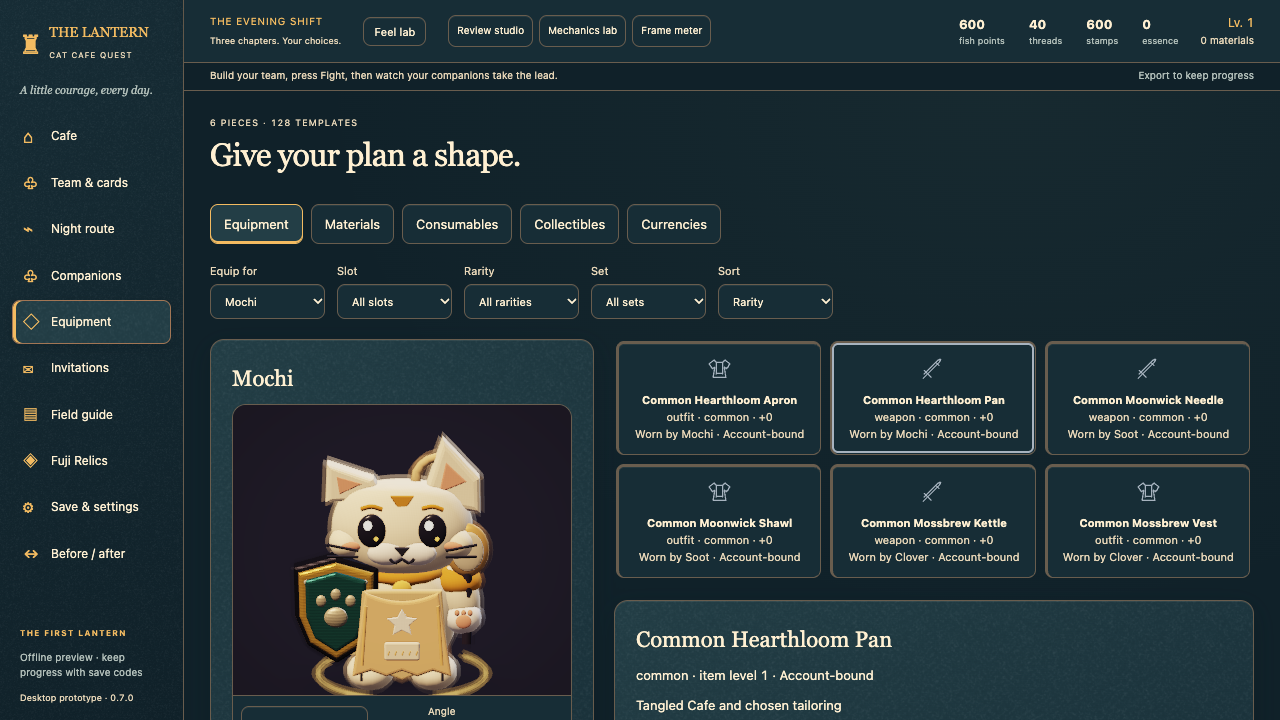 THE LANTERN
CAT CAFE QUEST
A little courage, every day.
Cafe
Team & cards
Night route
Companions
Equipment
Invitations
Field guide
Fuji Relics
Save & settings
Before / after
THE FIRST LANTERN
Offline preview · keep
progress with save codes
Desktop prototype · 0.7.0
THE EVENING SHIFT
Three chapters. Your choices.
Feel lab
Review studio
Mechanics lab
Frame meter
600
fish points
40
threads
600
stamps
0
essence
Lv. 1
0 materials
Build your team, press Fight, then watch your companions take the lead.
Export to keep progress
6 PIECES · 128 TEMPLATES
Give your plan a shape.
Equipment
Materials
Consumables
Collectibles
Currencies
Equip for
Slot
Rarity
Set
Sort
Mochi
All slots
All rarities
All sets
Rarity
Mochi
Angle
Common Hearthloom Apron
outfit · common · +0
Worn by Mochi · Account-bound
Common Hearthloom Pan
weapon · common · +0
Worn by Mochi · Account-bound
Common Moonwick Needle
weapon · common · +0
Worn by Soot · Account-bound
Common Moonwick Shawl
outfit · common · +0
Worn by Soot · Account-bound
Common Mossbrew Kettle
weapon · common · +0
Worn by Clover · Account-bound
Common Mossbrew Vest
outfit · common · +0
Worn by Clover · Account-bound
Common Hearthloom Pan
common · item level 1 · Account-bound
Tangled Cafe and chosen tailoring